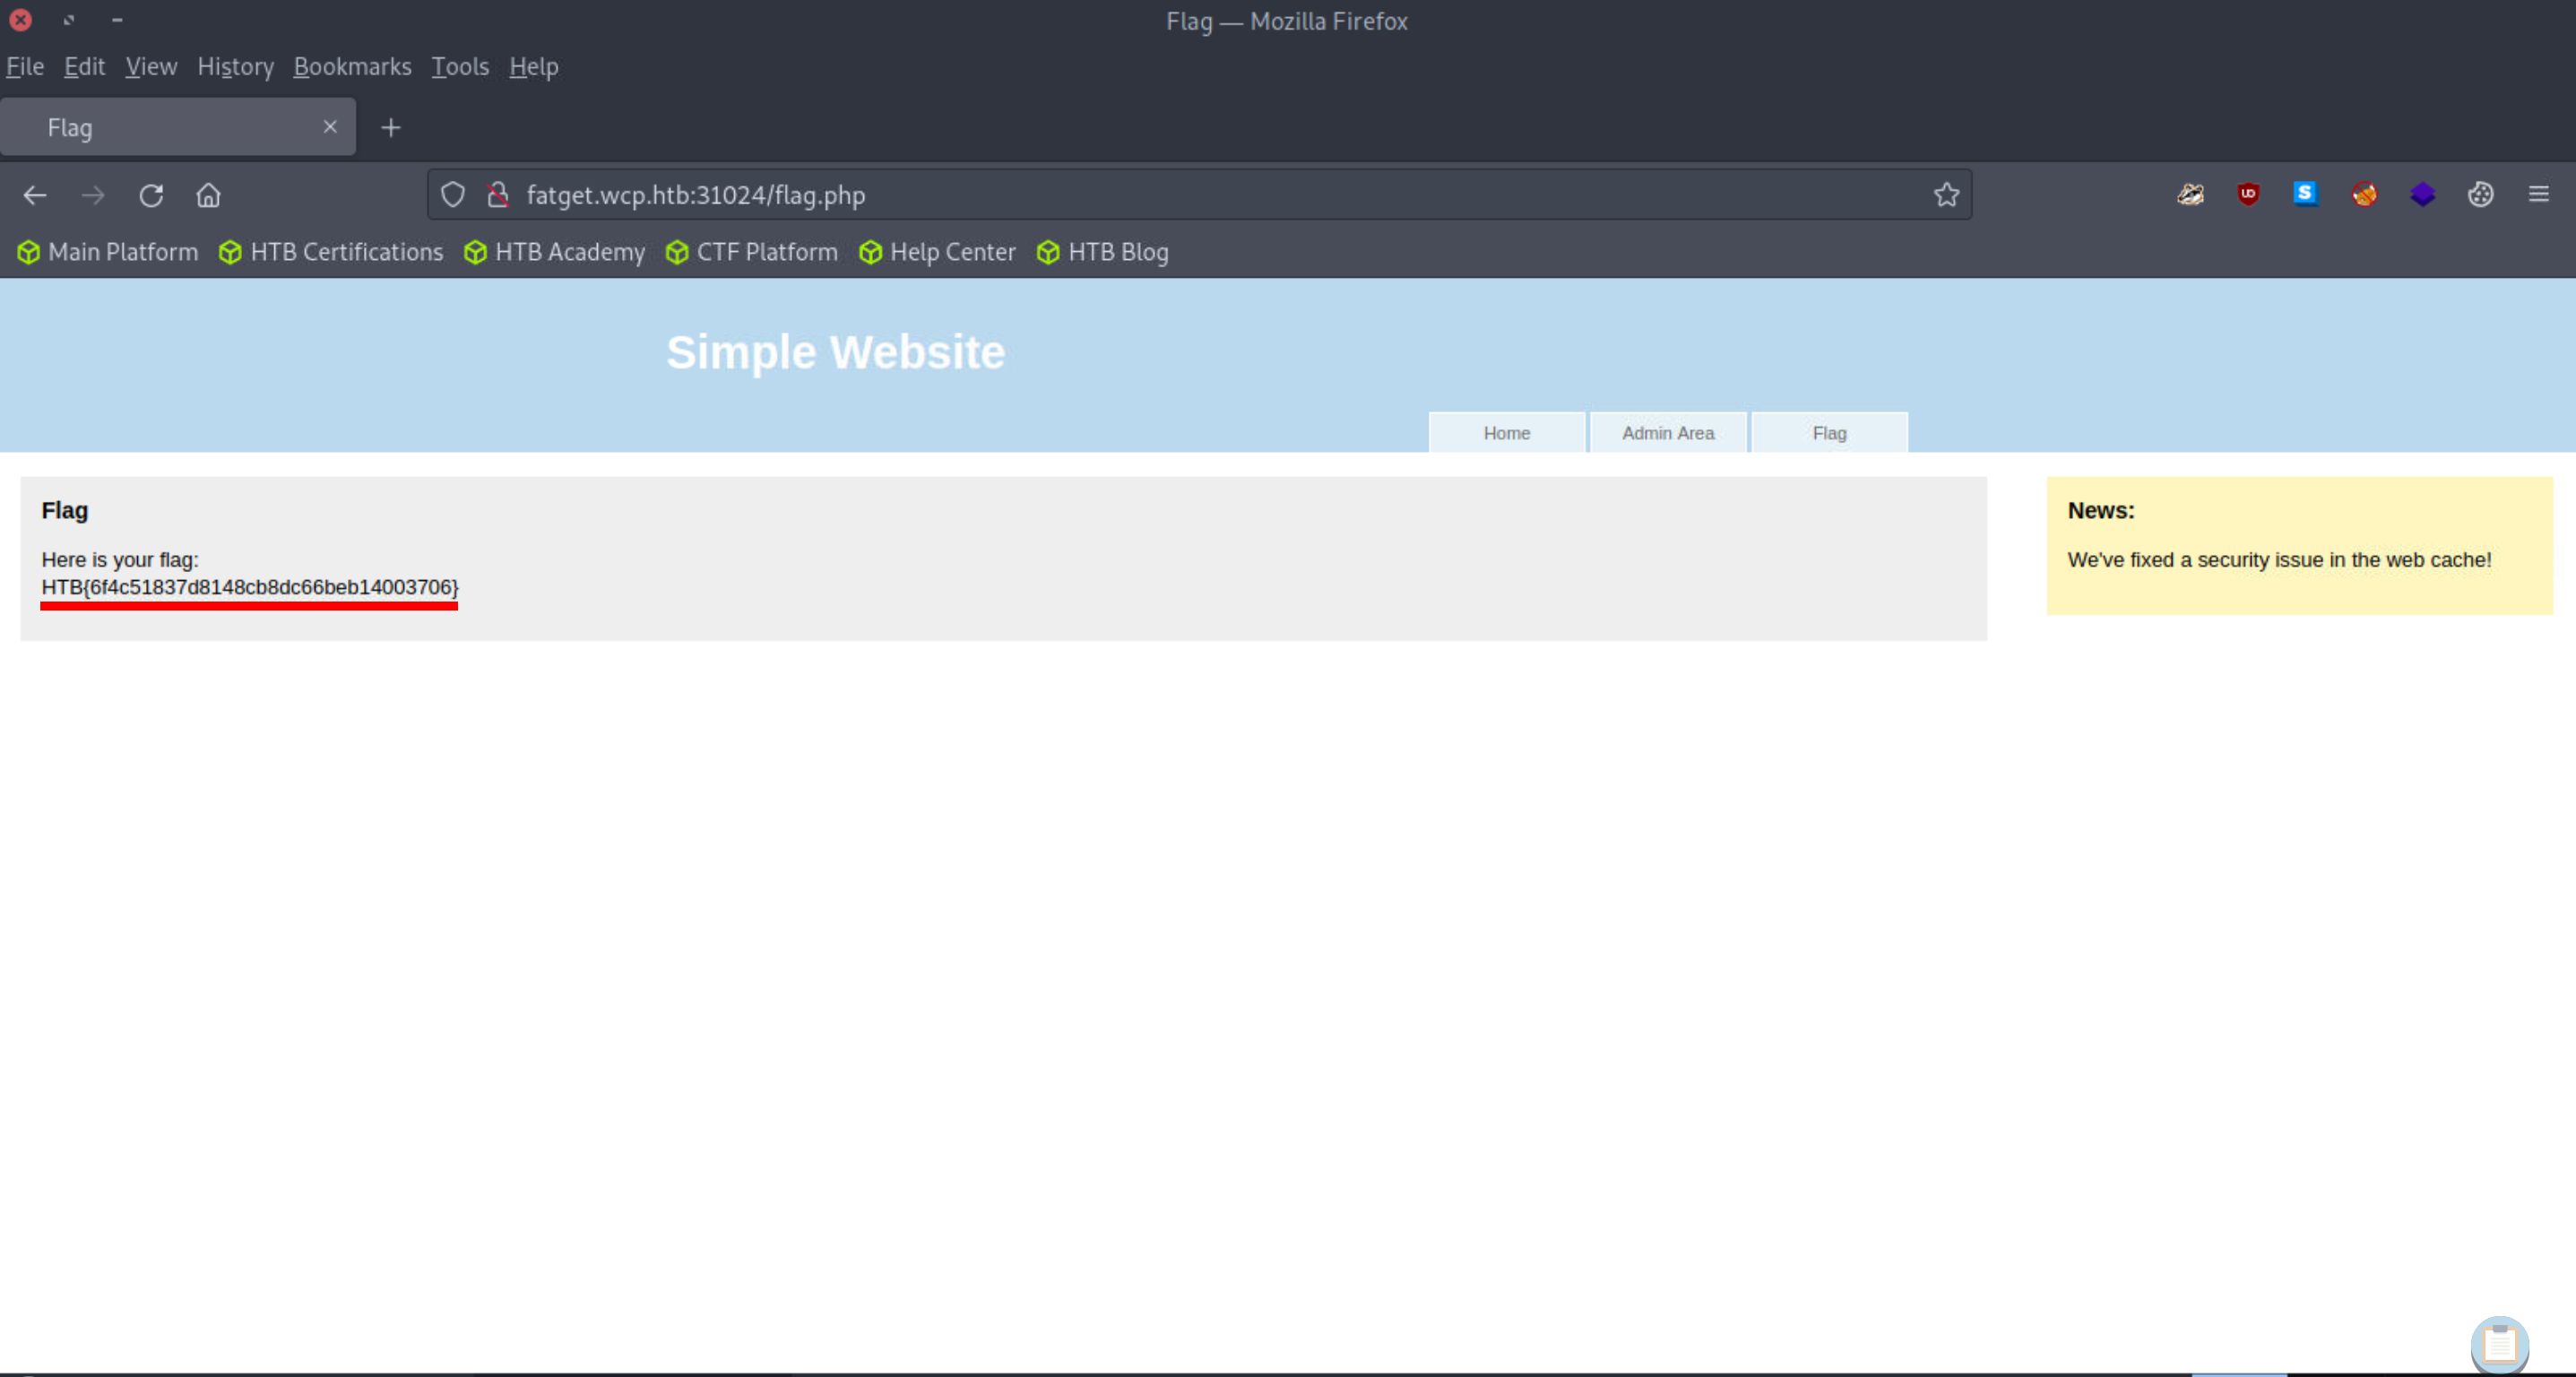 Flag — Mozilla Firefox
File Edit View History Bookmarks Tools Help
Flag
fatget.wcp.htb:31024/flag.php
Main Platform HTB Certifications HTB Academy CTF Platform Help Center HTB Blog
Simple Website
Home Admin Area Flag
Flag
Here is your flag:
HTB{6f4c51837d8148cb8dc66beb14003706}
News:
We've fixed a security issue in the web cache!